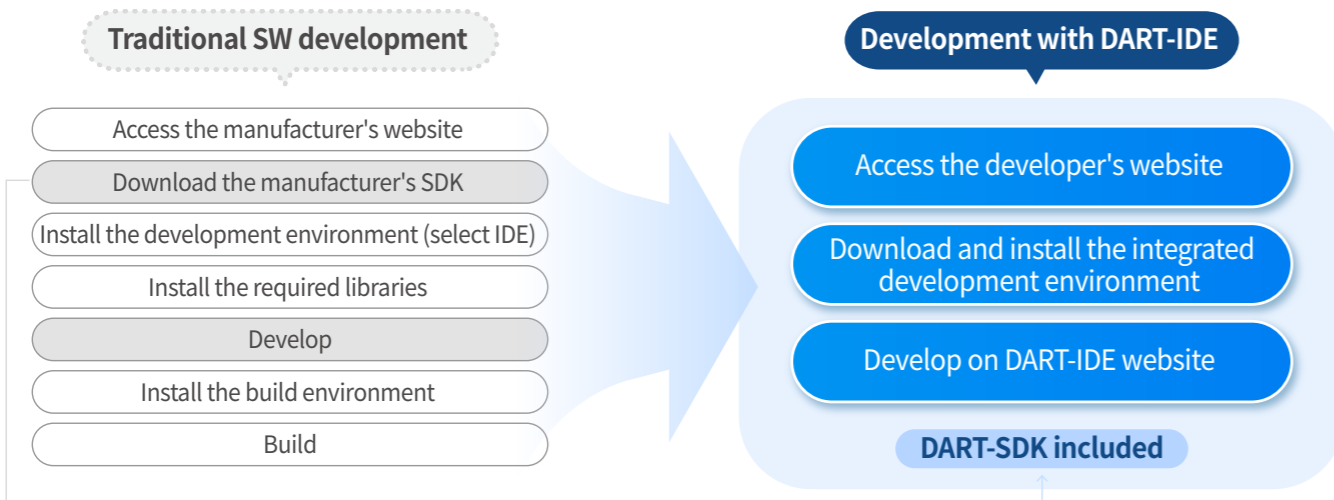 Traditional SW development
Access the manufacturer's website
Download the manufacturer's SDK
Install the development environment (select IDE)
Install the required libraries
Develop
Install the build environment
Build
Development with DART-IDE
Access the developer's website
Download and install the integrated
development environment
Develop on DART-IDE website
DART-SDK included